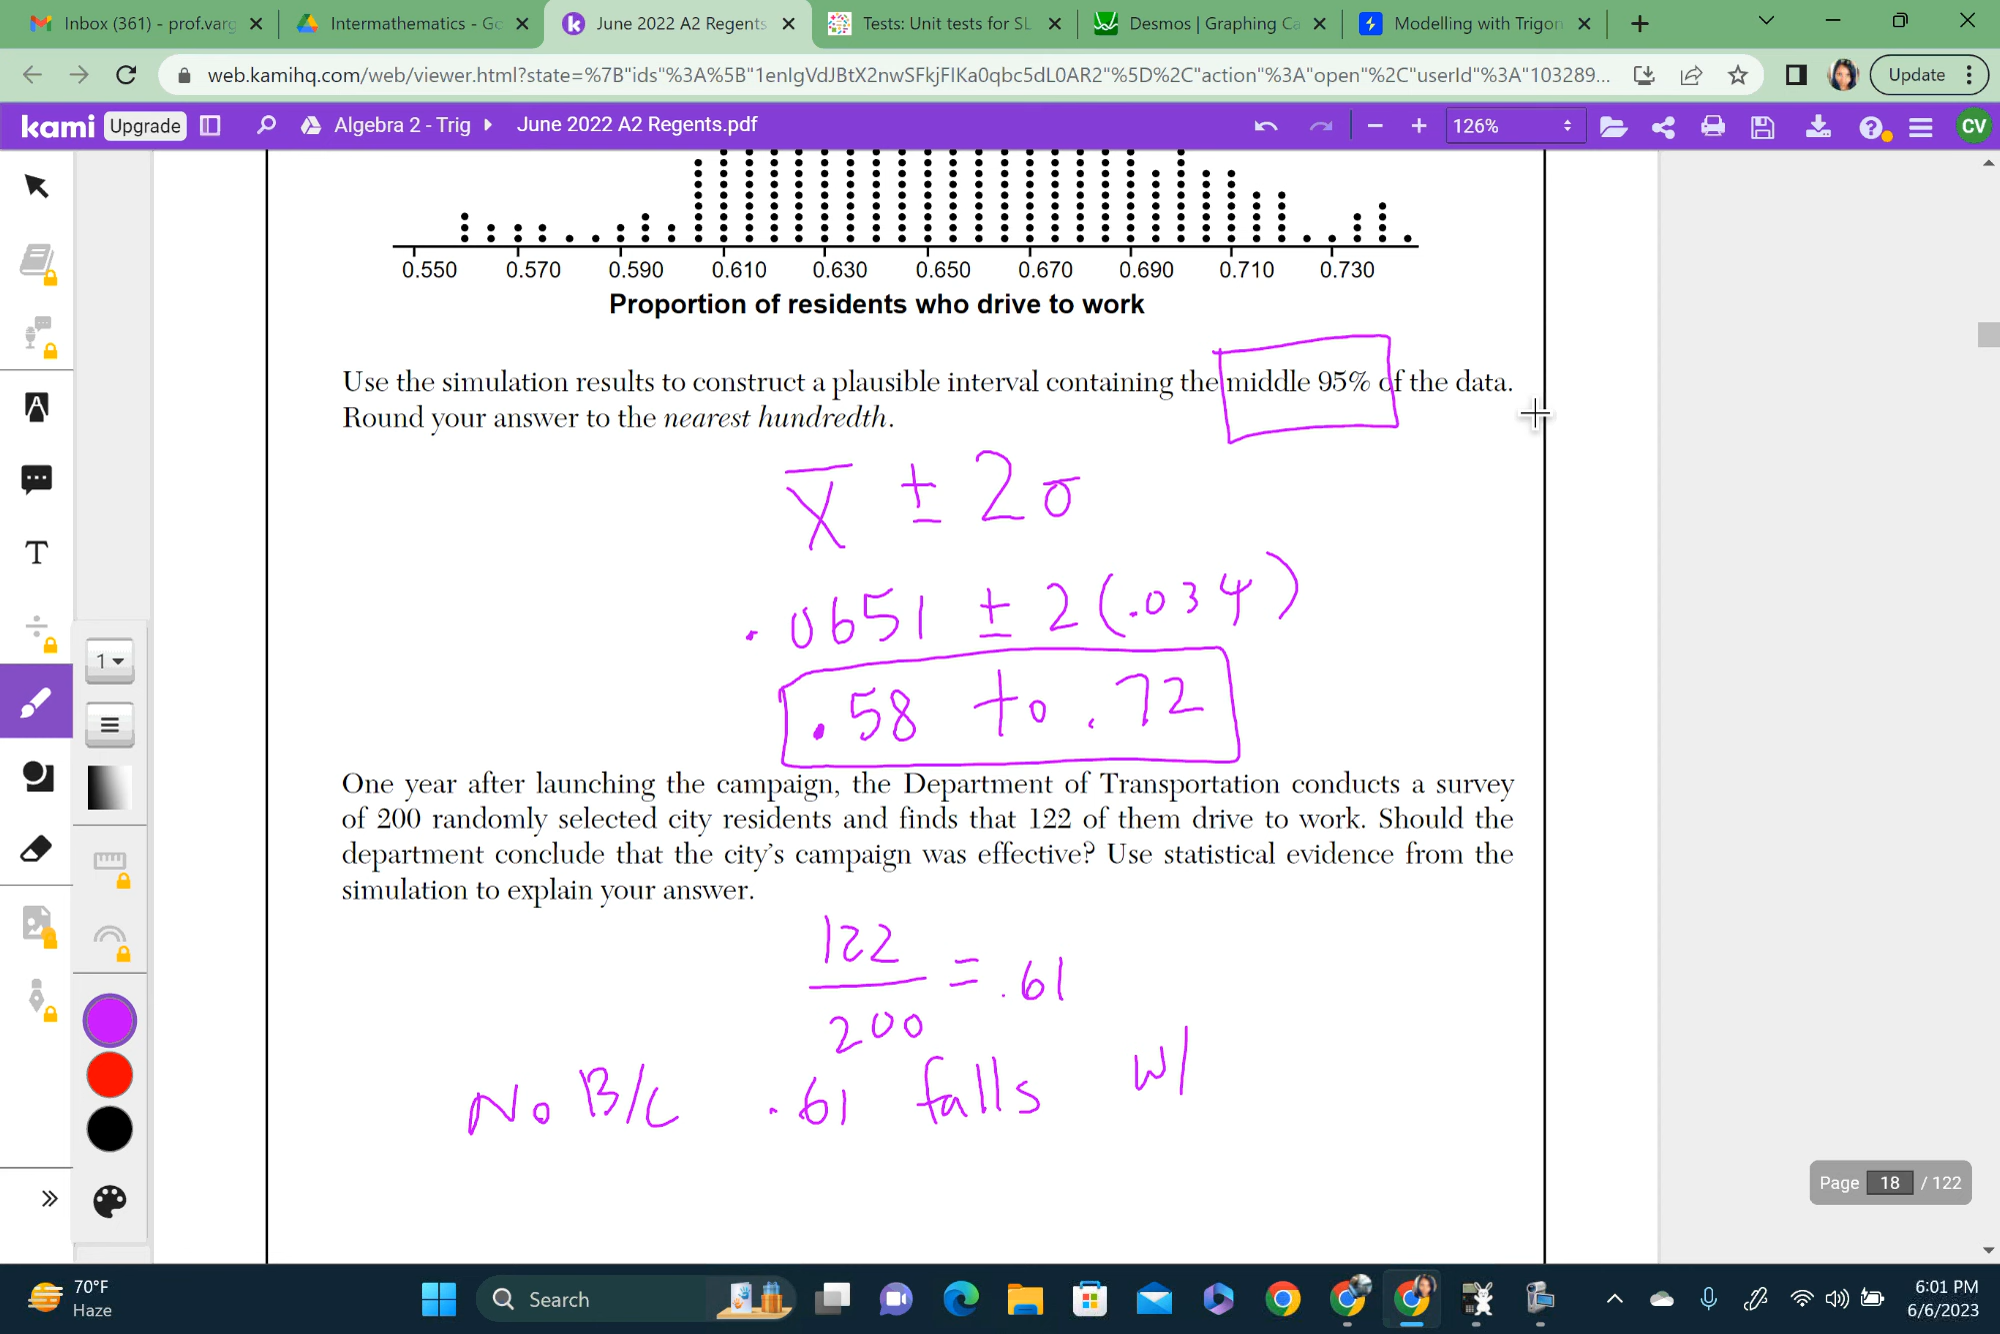 Inbox (361) - prof.varg
Intermathematics - Go
June 2022 A2 Regents
Tests: Unit tests for SL
Desmos | Graphing Ca
Modelling with Trigon
web.kamihq.com/web/viewer.html?state=%7B"ids"%3A%5B"1enIgVdJBtX2nwSFkjFIKa0qbc5dL0AR2"%5D%2C"action"%3A"open"%2C"userId"%3A"103289...
Update
kami Upgrade Algebra 2 - Trig June 2022 A2 Regents.pdf 126% CV
0.550 0.570 0.590 0.610 0.630 0.650 0.670 0.690 0.710 0.730
Proportion of residents who drive to work
Use the simulation results to construct a plausible interval containing the middle 95% of the data.
Round your answer to the nearest hundredth.
X̅ ± 2σ
.0651 ± 2(.034)
.58 to .72
One year after launching the campaign, the Department of Transportation conducts a survey
of 200 randomly selected city residents and finds that 122 of them drive to work. Should the
department conclude that the city's campaign was effective? Use statistical evidence from the
simulation to explain your answer.
122
= .61
200
No B/C .61 falls w/
T
1
Page 18 / 122
70°F
Haze
Search
6:01 PM
6/6/2023